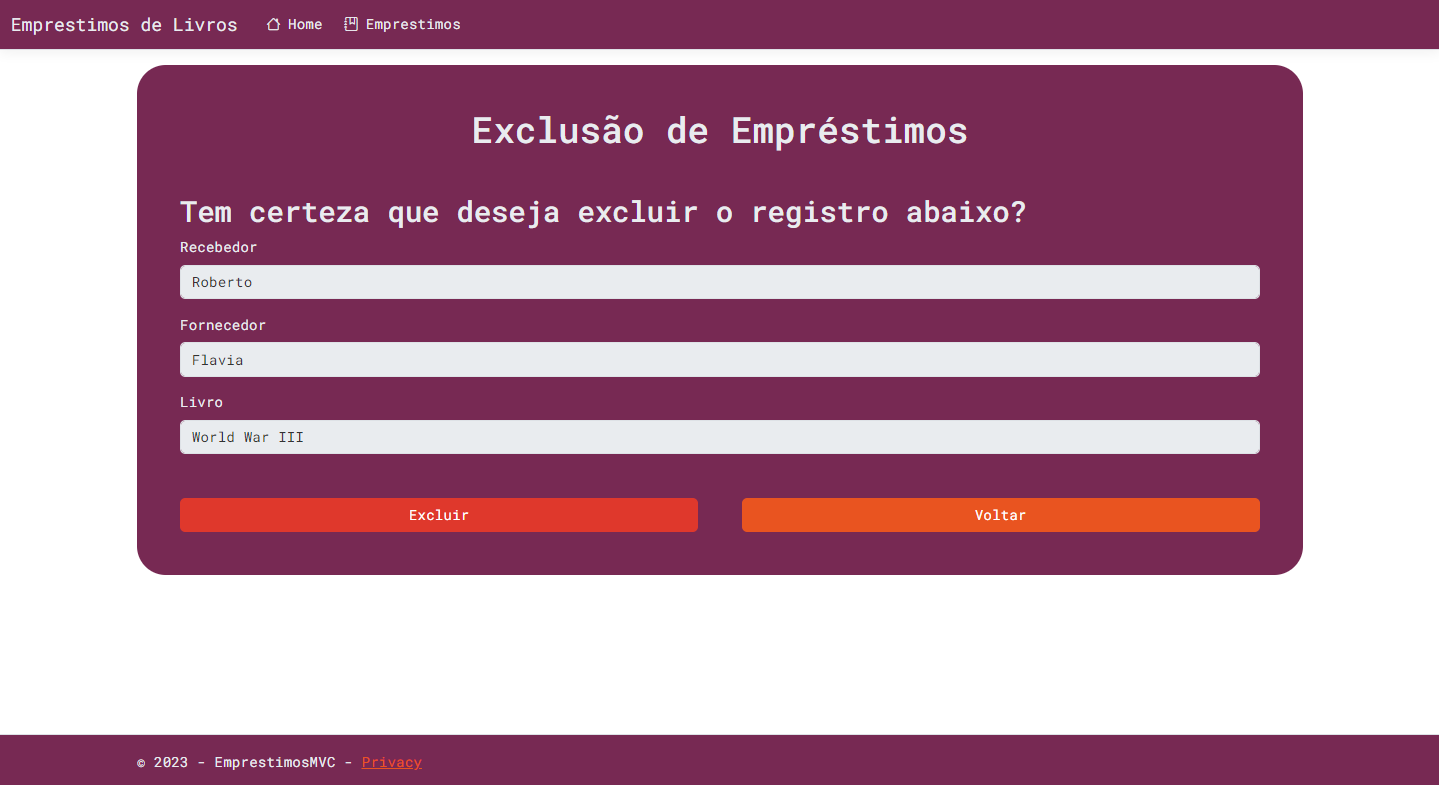 Emprestimos de Livros Home Emprestimos
Exclusão de Empréstimos
Tem certeza que deseja excluir o registro abaixo?
Recebedor
Roberto
Fornecedor
Flavia
Livro
World War III
Excluir Voltar
© 2023 - EmprestimosMVC - Privacy